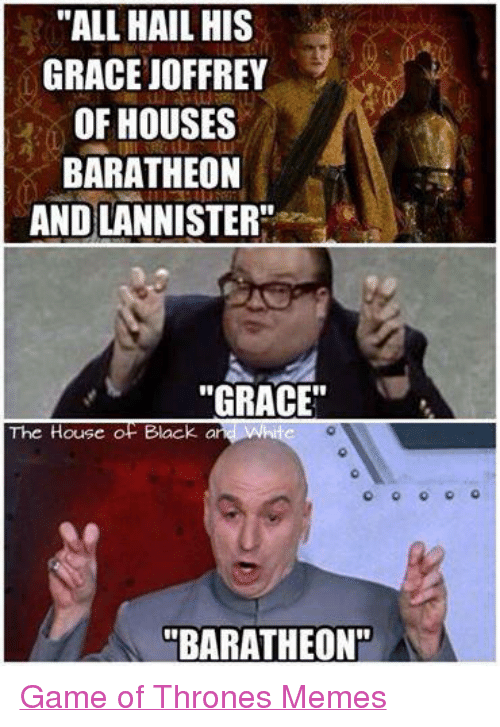 "ALL HAIL HIS
GRACE JOFFREY
OF HOUSES
BARATHEON
AND LANNISTER"
"GRACE"
The House of Black and White
"BARATHEON"
Game of Thrones Memes